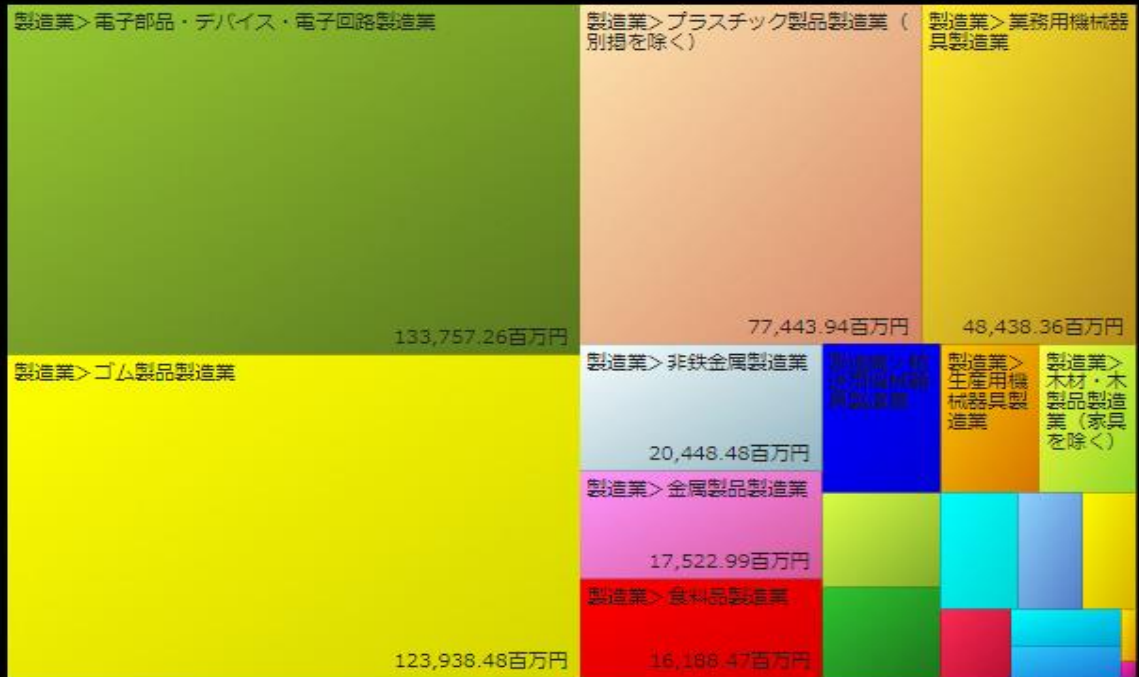 製造業>電子部品・デバイス・電子回路製造業
133,757.26百万円
製造業>プラスチック製品製造業（
別掲を除く）
77,443.94百万円
製造業>業務用機械器
具製造業
48,438.36百万円
製造業>ゴム製品製造業
123,938.48百万円
製造業>非鉄金属製造業
20,448.48百万円
製造業>金属製品製造業
17,522.99百万円
製造業>食料品製造業
16,188.47百万円
製造業>
生産用機
械器具製
造業
製造業>
木材・木
製品製造
業（家具
を除く）